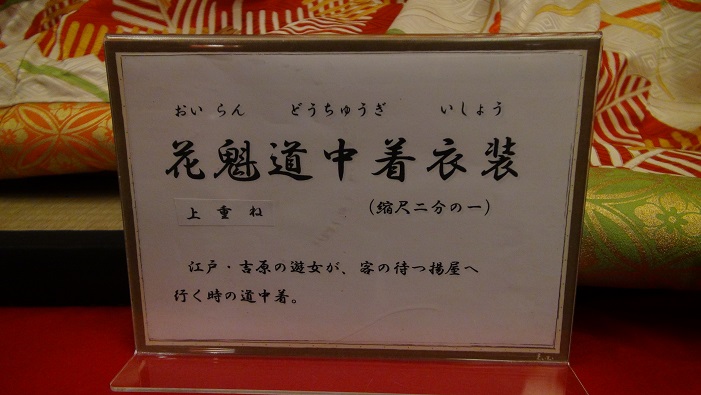 おいらん どうちゅうぎ いしょう
花魁道中着衣装
上重ね (縮尺二分の一)
江戸・吉原の遊女が、客の待つ揚屋へ
行く時の道中着。